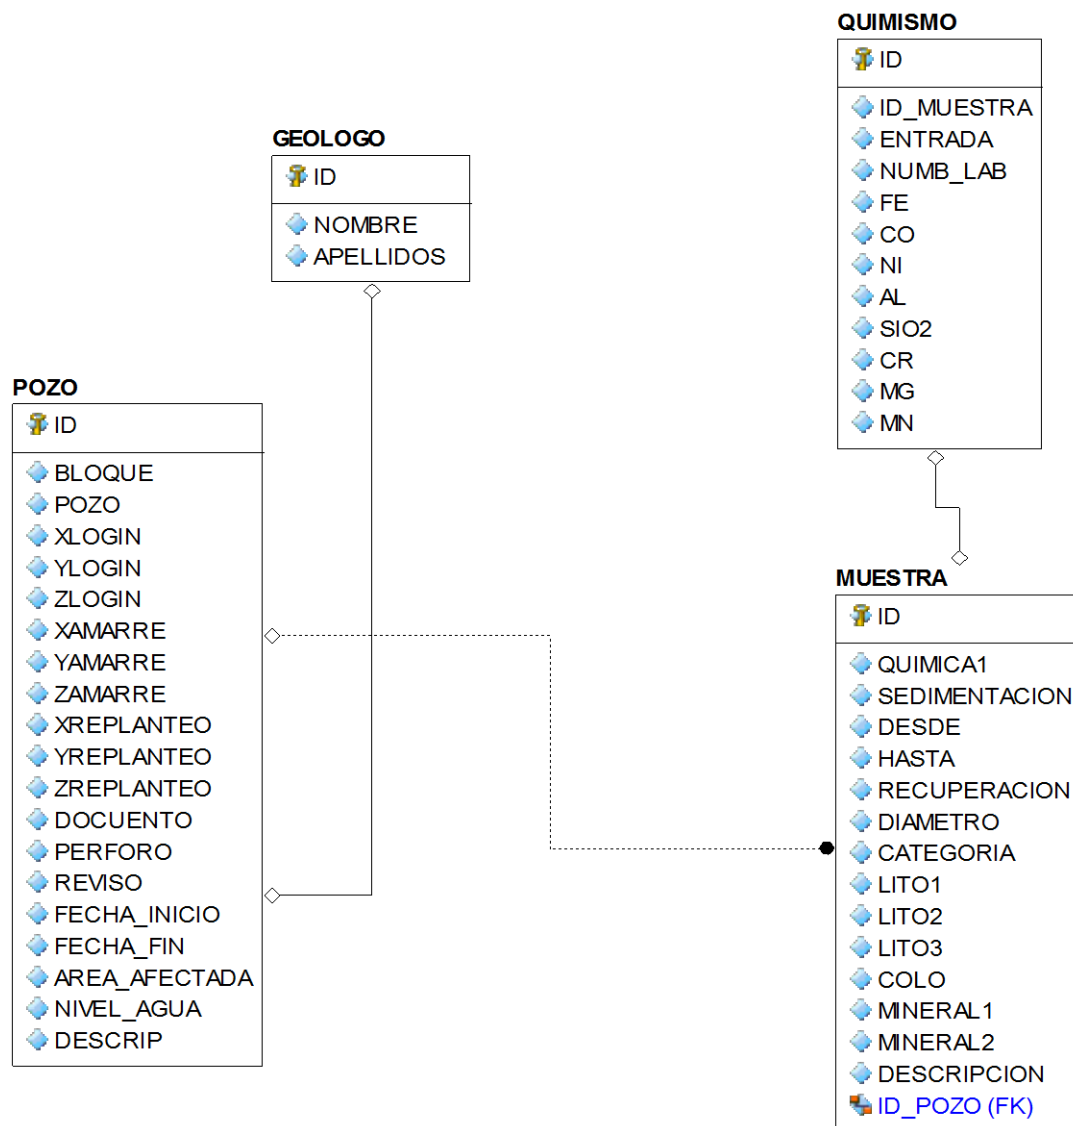 QUIMISMO
ID
ID_MUESTRA
ENTRADA
NUMB_LAB
FE
CO
NI
AL
SIO2
CR
MG
MN
GEOLOGO
ID
NOMBRE
APELLIDOS
POZO
ID
BLOQUE
POZO
XLOGIN
YLOGIN
ZLOGIN
XAMARRE
YAMARRE
ZAMARRE
XREPLANTEO
YREPLANTEO
ZREPLANTEO
DOCUENTO
PERFORO
REVISO
FECHA_INICIO
FECHA_FIN
AREA_AFECTADA
NIVEL_AGUA
DESCRIP
MUESTRA
ID
QUIMICA1
SEDIMENTACION
DESDE
HASTA
RECUPERACION
DIAMETRO
CATEGORIA
LITO1
LITO2
LITO3
COLO
MINERAL1
MINERAL2
DESCRIPCION
ID_POZO (FK)